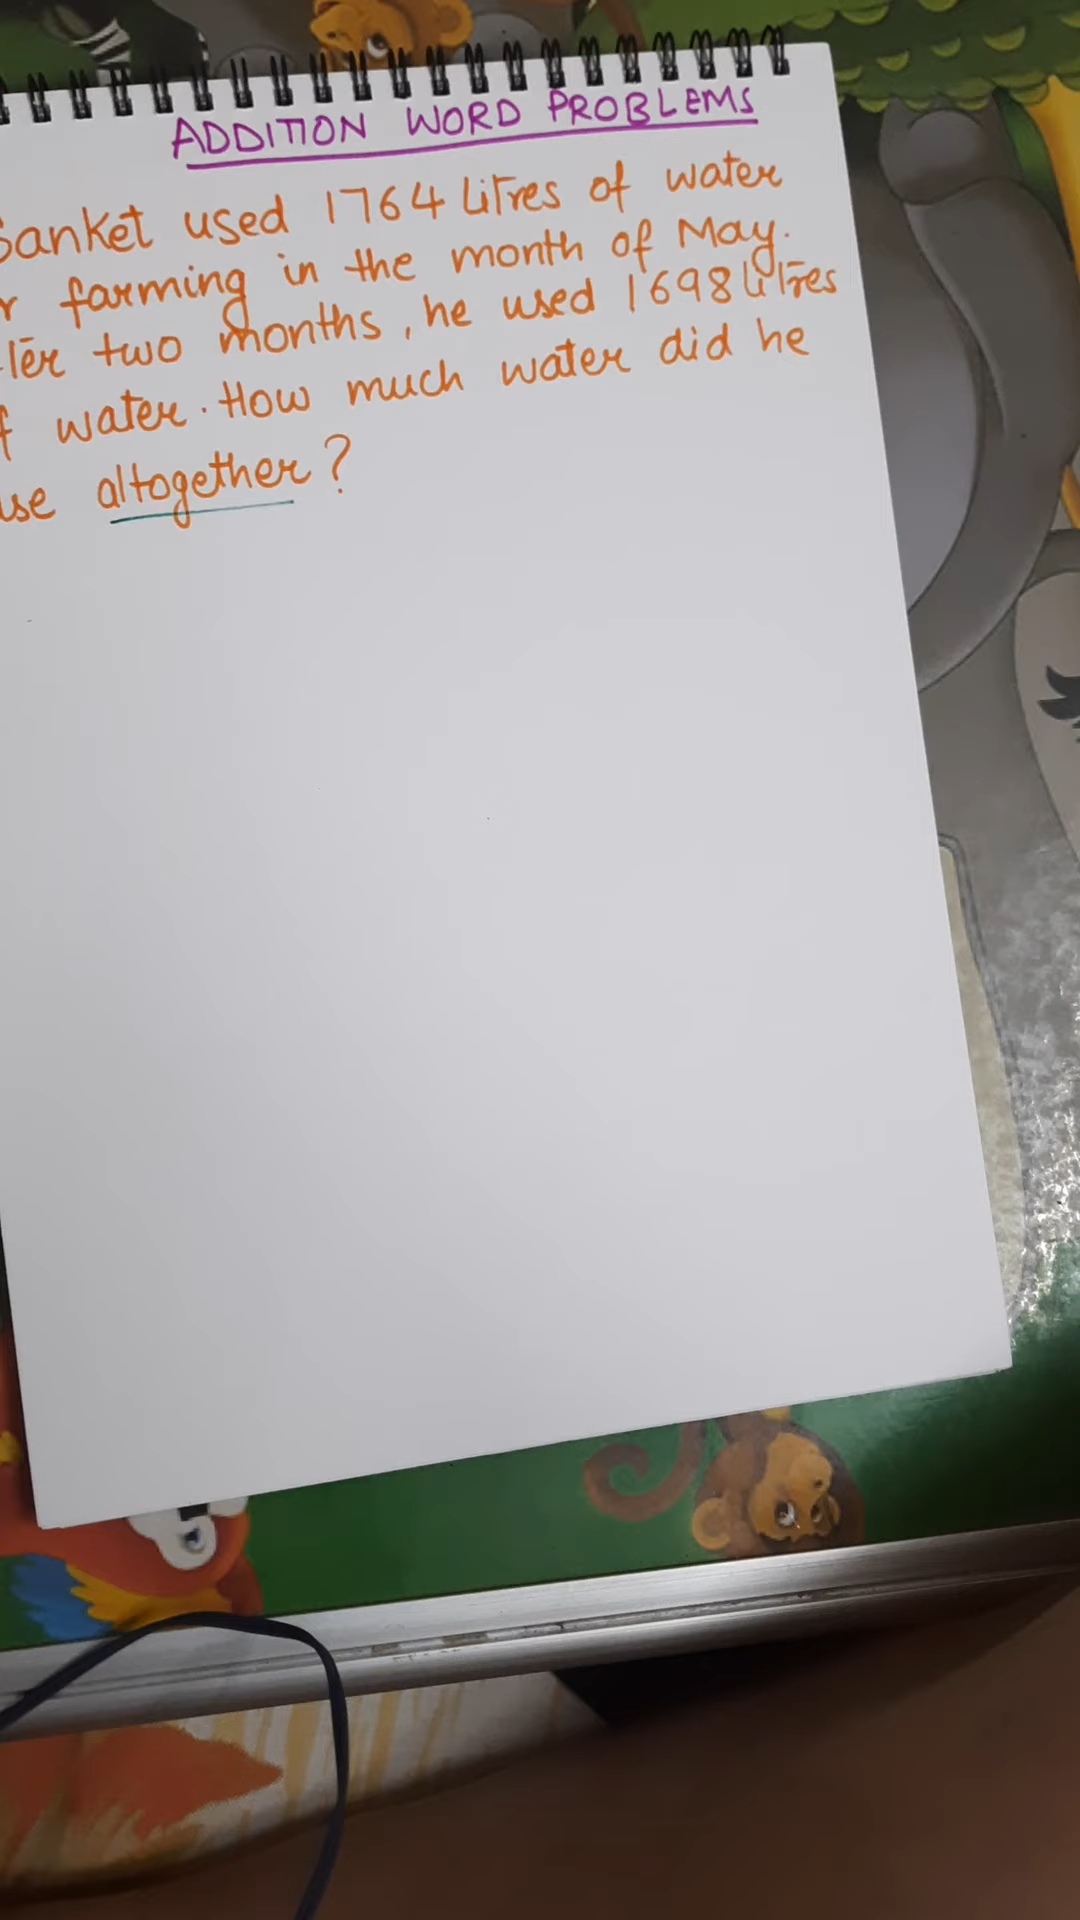 ADDITION WORD PROBLEMS
Sanket used 1764 Litres of water
farming in the month of May.
two months, he used 1698 litres
water. How much water did he
altogether?